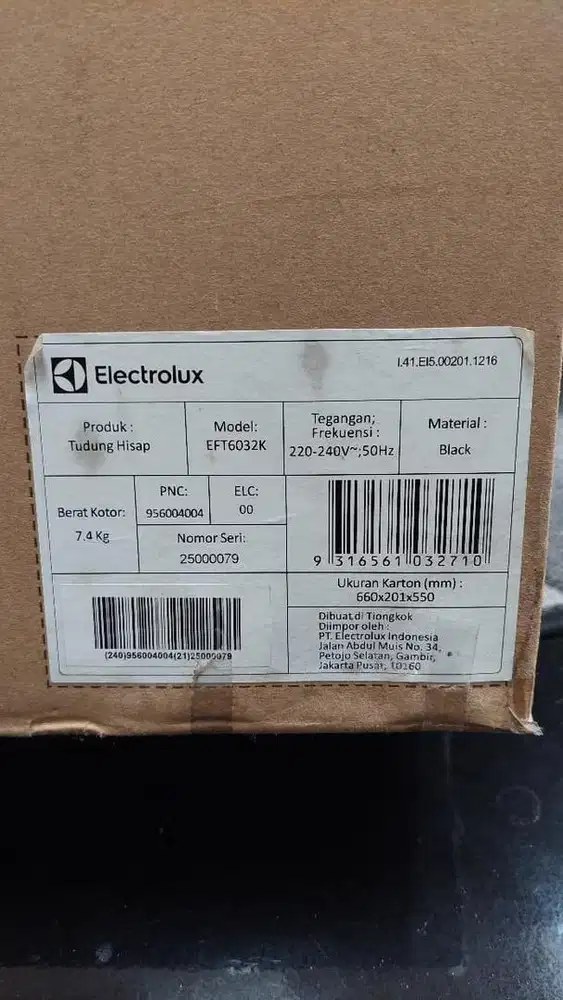 Electrolux
I.41.EI5.00201.1216
Produk :
Tudung Hisap
Model:
EFT6032K
Tegangan;
Frekuensi :
220-240V~;50Hz
Material :
Black
Berat Kotor:
7.4 Kg
PNC:
956004004
ELC:
00
Nomor Seri:
25000079
9 316561 032710
Ukuran Karton (mm) :
660x201x550
(240)956004004(21)25000079
Dibuat di Tiongkok
Diimpor oleh :
PT. Electrolux Indonesia
Jalan Abdul Muis No. 34,
Petojo Selatan, Gambir,
Jakarta Pusat, 10160